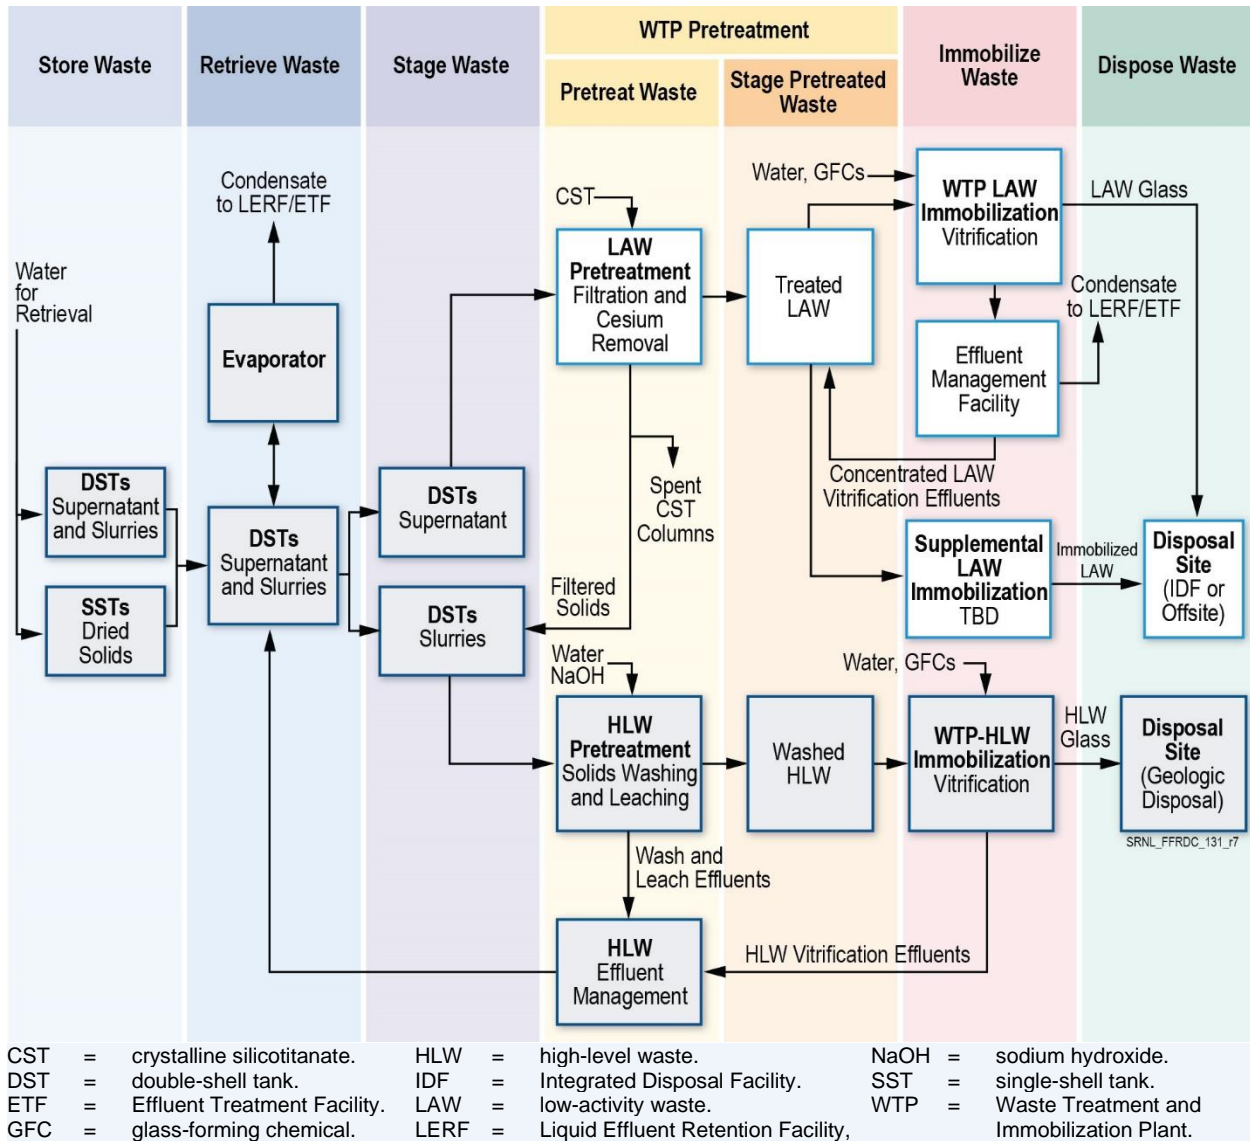 WTP Pretreatment
Store Waste
Retrieve Waste
Stage Waste
Pretreat Waste
Stage Pretreated
Waste
Immobilize
Waste
Dispose Waste
Condensate
to LERF/ETF
Water
for
Retrieval
Evaporator
DSTs
Supernatant
and Slurries
SSTs
Dried
Solids
DSTs
Supernatant
and Slurries
DSTs
Supernatant
DSTs
Slurries
CST
LAW
Pretreatment
Filtration and
Cesium
Removal
Spent
CST
Columns
Filtered
Solids
Water
NaOH
HLW
Pretreatment
Solids Washing
and Leaching
Wash and
Leach Effluents
HLW
Effluent
Management
Treated
LAW
Washed
HLW
Water, GFCs
WTP LAW
Immobilization
Vitrification
LAW Glass
Condensate
to LERF/ETF
Effluent
Management
Facility
Concentrated LAW
Vitrification Effluents
Supplemental
LAW
Immobilization
TBD
Immobilized
LAW
Disposal
Site
(IDF or
Offsite)
Water, GFCs
WTP-HLW
Immobilization
Vitrification
HLW
Glass
Disposal
Site
(Geologic
Disposal)
SRNL_FFRDC_131_r7
HLW Vitrification Effluents
CST = crystalline silicotitanate. HLW = high-level waste. NaOH = sodium hydroxide.
DST = double-shell tank. IDF = Integrated Disposal Facility. SST = single-shell tank.
ETF = Effluent Treatment Facility. LAW = low-activity waste. WTP = Waste Treatment and
GFC = glass-forming chemical. LERF = Liquid Effluent Retention Facility, Immobilization Plant.